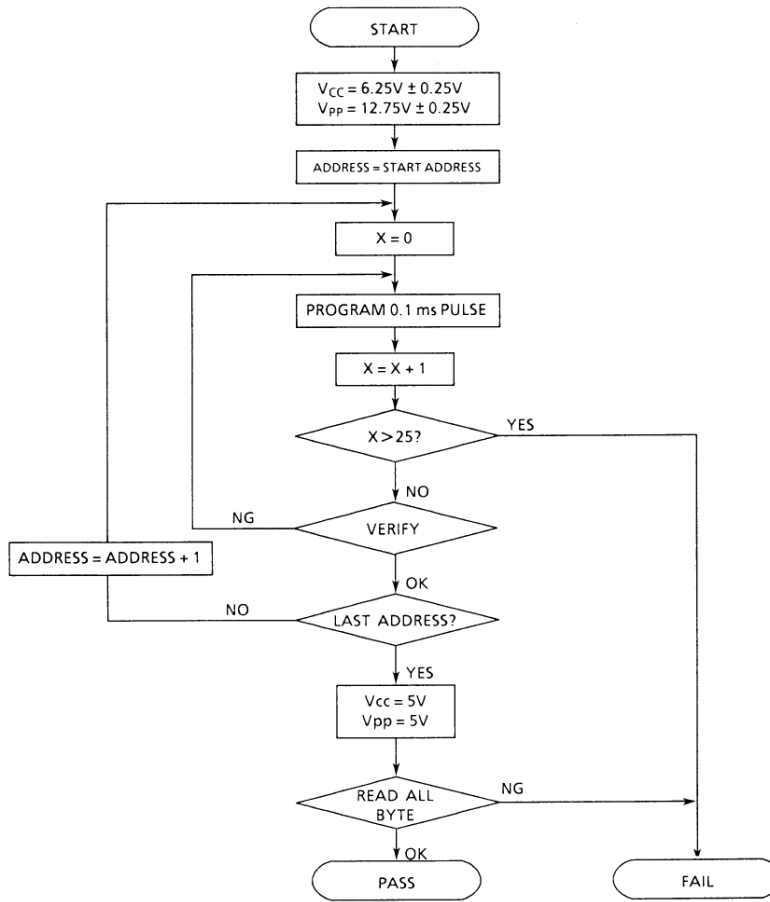 START
V_CC = 6.25V ± 0.25V
V_PP = 12.75V ± 0.25V
ADDRESS = START ADDRESS
X = 0
PROGRAM 0.1 ms PULSE
X = X + 1
X > 25?
YES
NO
NG
VERIFY
ADDRESS = ADDRESS + 1
OK
NO
LAST ADDRESS?
YES
Vcc = 5V
Vpp = 5V
READ ALL
BYTE
NG
OK
PASS
FAIL